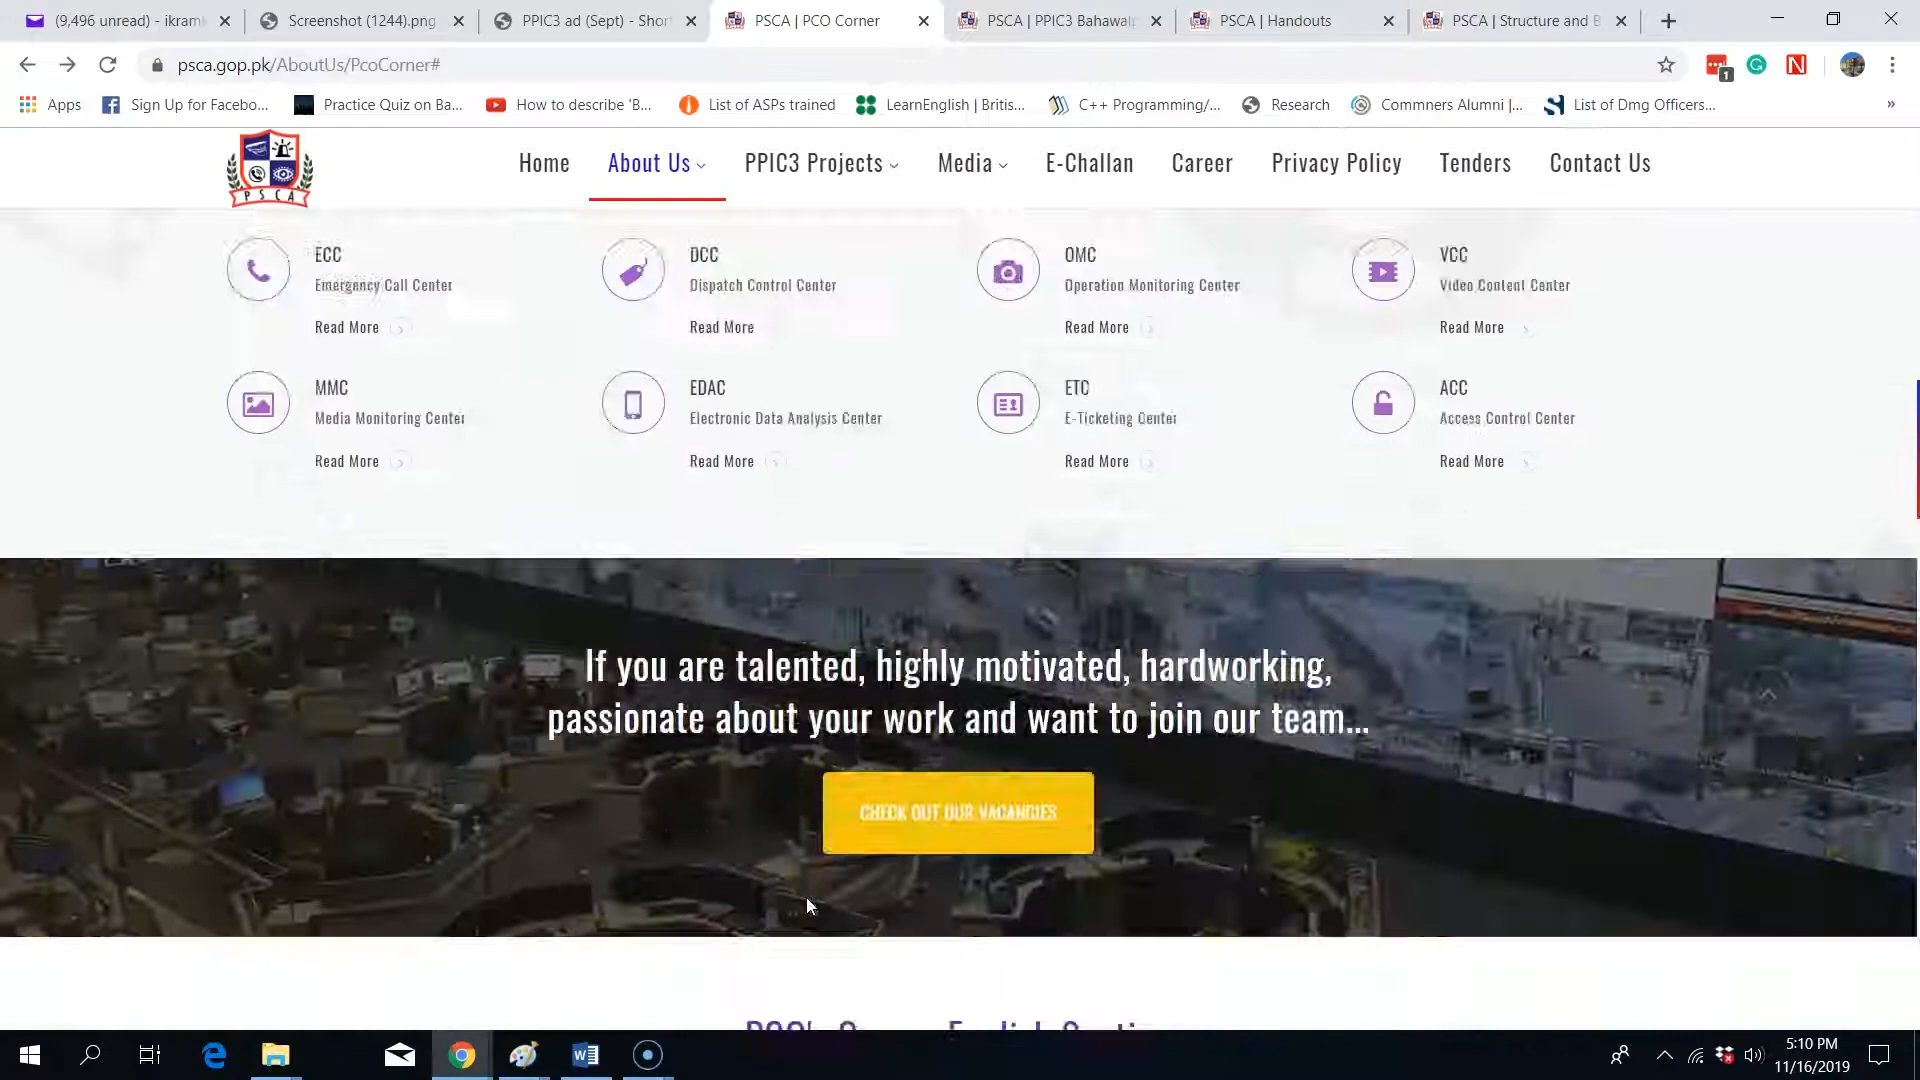 (9,496 unread) - ikraml
Screenshot (1244).png
PPIC3 ad (Sept) - Shor
PSCA | PCO Corner
PSCA | PPIC3 Bahawalp
PSCA | Handouts
PSCA | Structure and B
psca.gop.pk/AboutUs/PcoCorner#
1
Apps
Sign Up for Facebo...
Practice Quiz on Ba...
How to describe 'B...
List of ASPs trained
LearnEnglish | Britis...
C++ Programming/...
Research
Commners Alumni |...
List of Dmg Officers...
»
PSCA
Home
About Us
PPIC3 Projects
Media
E-Challan
Career
Privacy Policy
Tenders
Contact Us
ECC
Emergency Call Center
Read More
DCC
Dispatch Control Center
Read More
OMC
Operation Monitoring Center
Read More
VCC
Video Content Center
Read More
MMC
Media Monitoring Center
Read More
EDAC
Electronic Data Analysis Center
Read More
ETC
E-Ticketing Center
Read More
ACC
Access Control Center
Read More
If you are talented, highly motivated, hardworking,
passionate about your work and want to join our team...
CHECK OUT OUR VACANCIES
5:10 PM
11/16/2019